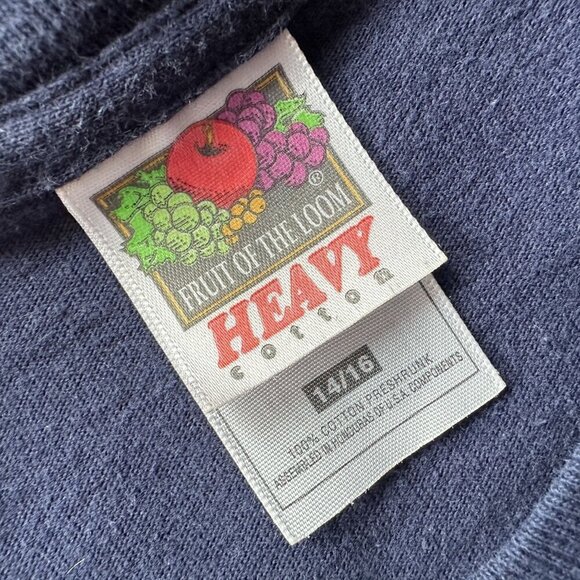 FRUIT OF THE LOOM®
HEAVY
cotton
14/16
100% COTTON PRESHRUNK
ASSEMBLED IN HONDURAS OF U.S.A. COMPONENTS